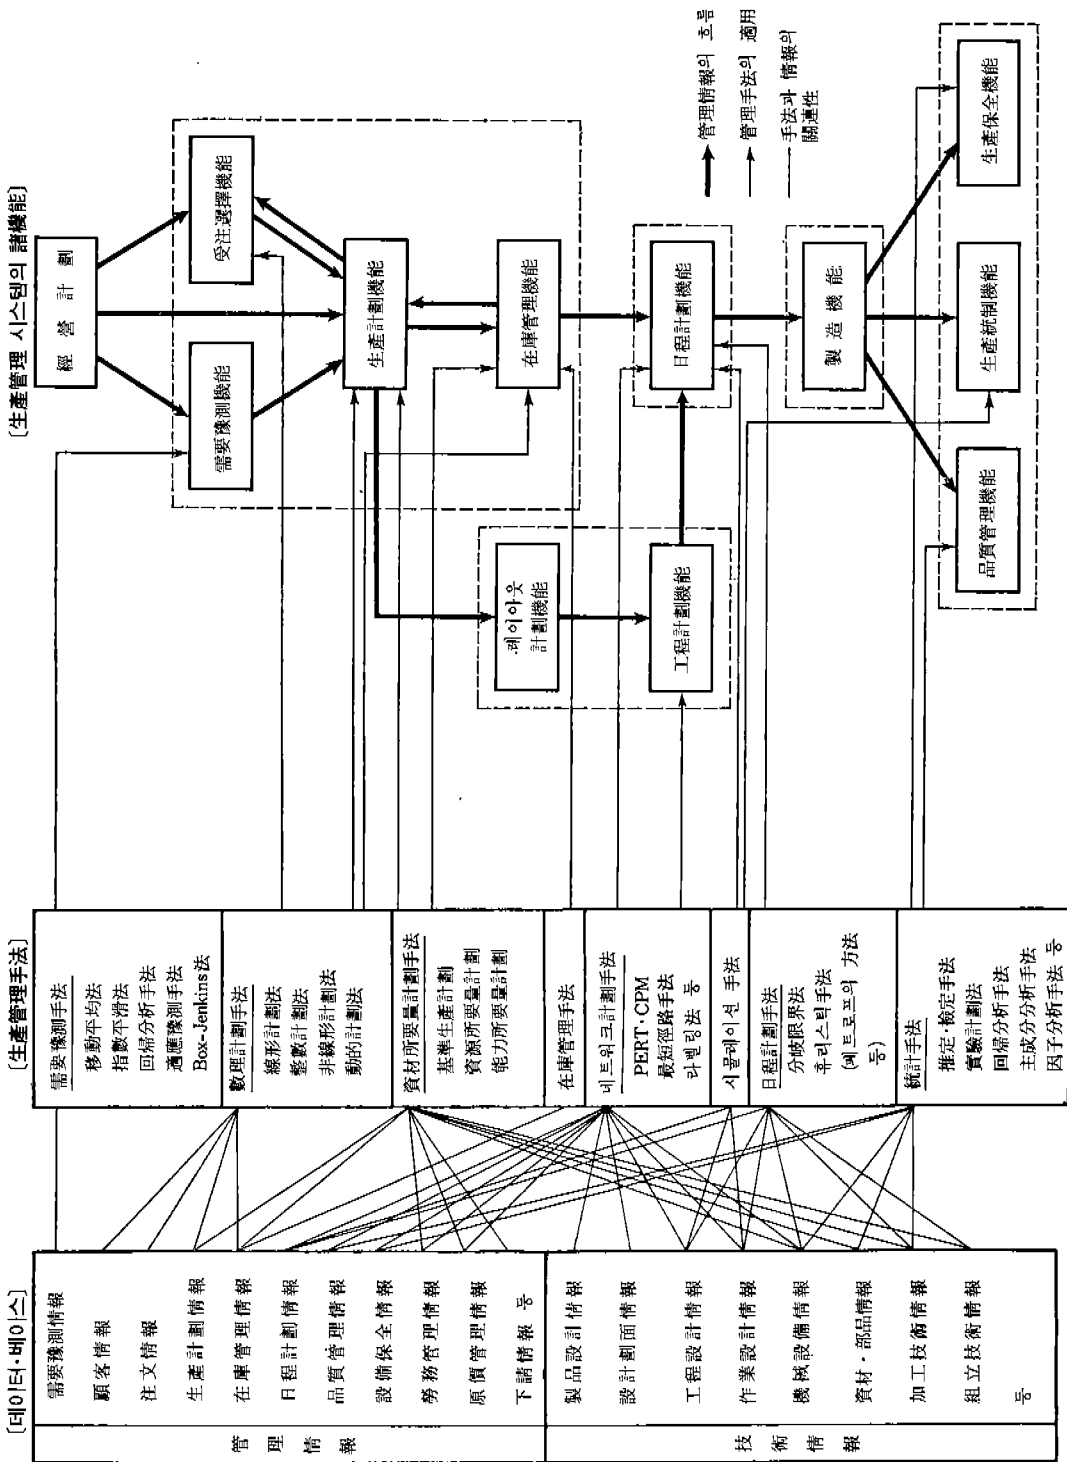 [데이터·베이스]
管理情報
需要豫測情報
顧客情報
注文情報
生産計劃情報
在庫管理情報
日程計劃情報
品質管理情報
設備保全情報
勞務管理情報
原價管理情報
下請情報 등
技術情報
製品設計情報
設計劃面情報
工程設計情報
作業設計情報
機械設備情報
資材·部品情報
加工技術情報
組立技術情報
등
[生産管理手法]
需要豫測手法
移動平均法
指數平滑法
回帰分析手法
適應豫測手法
Box-Jenkins法
數理計劃手法
線形計劃法
整數計劃法
非線形計劃法
動的計劃法
資材所要量計劃手法
基準生産計劃
資源所要量計劃
能力所要量計劃
在庫管理手法
네트워크計劃手法
PERT·CPM
最短徑路手法
라벨링法 등
시뮬레이션 手法
日程計劃手法
分岐限界法
휴리스틱手法
(페트로프의 方法
등)
統計手法
推定·檢定手法
實驗計劃法
回帰分析手法
主成分分析手法
因子分析手法 등
[生産管理 시스템의 諸機能]
經營計劃
需要豫測機能
受注選擇機能
生産計劃機能
在庫管理機能
레이아웃
計劃機能
工程計劃機能
日程計劃機能
製造機能
品質管理機能
生産統制機能
生産保全機能
管理情報의 흐름
管理手法의 適用
手法과 情報의
關連性